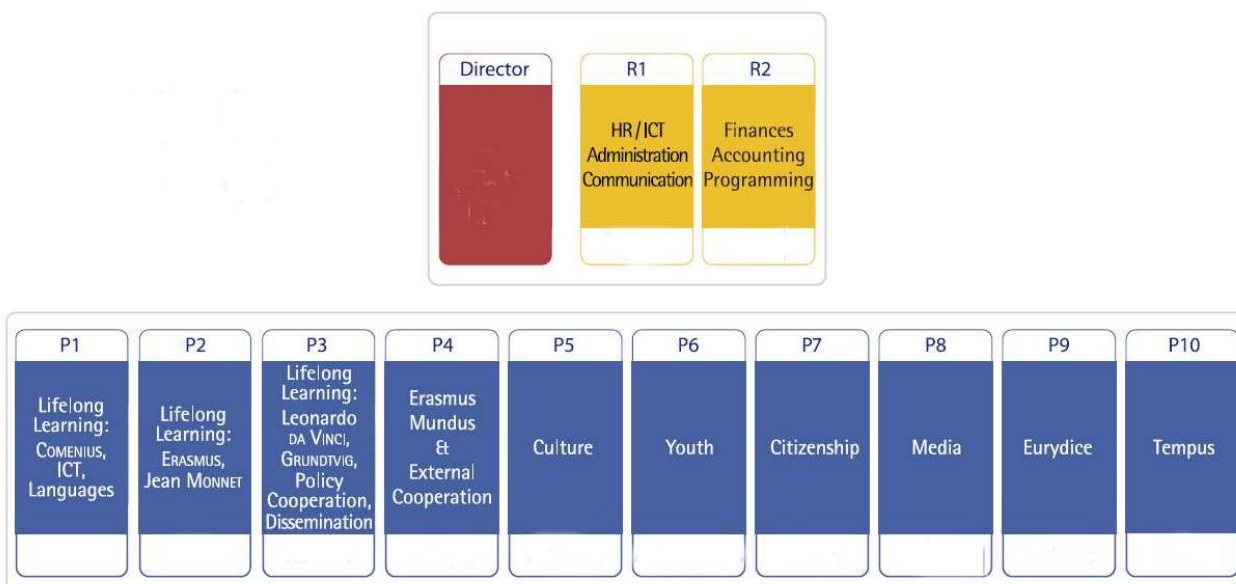 Director
R1
HR / ICT
Administration
Communication
R2
Finances
Accounting
Programming
P1
Lifelong
Learning:
COMENIUS,
ICT,
Languages
P2
Lifelong
Learning:
ERASMUS,
Jean MONNET
P3
Lifelong
Learning:
Leonardo
DA VINCI,
GRUNDTVIG,
Policy
Cooperation,
Dissemination
P4
Erasmus
Mundus
&
External
Cooperation
P5
Culture
P6
Youth
P7
Citizenship
P8
Media
P9
Eurydice
P10
Tempus